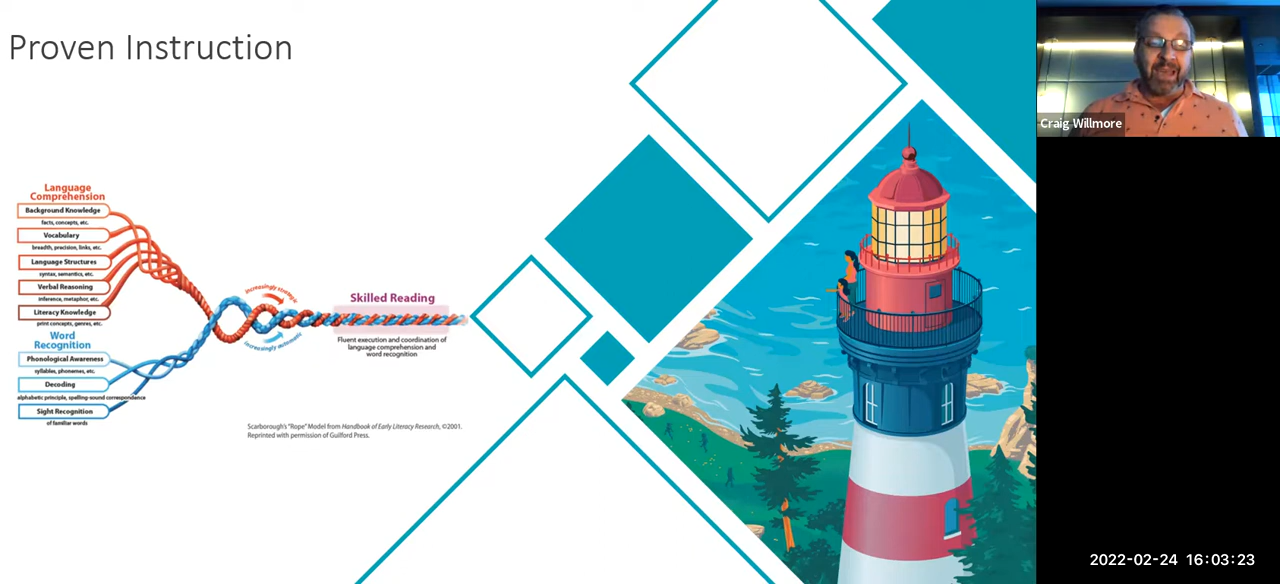 Proven Instruction
Language
Comprehension
Background Knowledge
facts, concepts, etc.
Vocabulary
breadth, precision, links, etc.
Language Structures
syntax, semantics, etc.
Verbal Reasoning
inference, metaphor, etc.
Literacy Knowledge
print concepts, genres, etc.
Word
Recognition
Phonological Awareness
syllables, phonemes, etc.
Decoding
alphabetic principle, spelling-sound correspondence
Sight Recognition
of familiar words
increasingly strategic
increasingly automatic
Skilled Reading
Fluent execution and coordination of
language comprehension and
word recognition
Scarborough's "Rope" Model from Handbook of Early Literacy Research, ©2001.
Reprinted with permission of Guilford Press.
Craig Willmore
2022-02-24 16:03:23